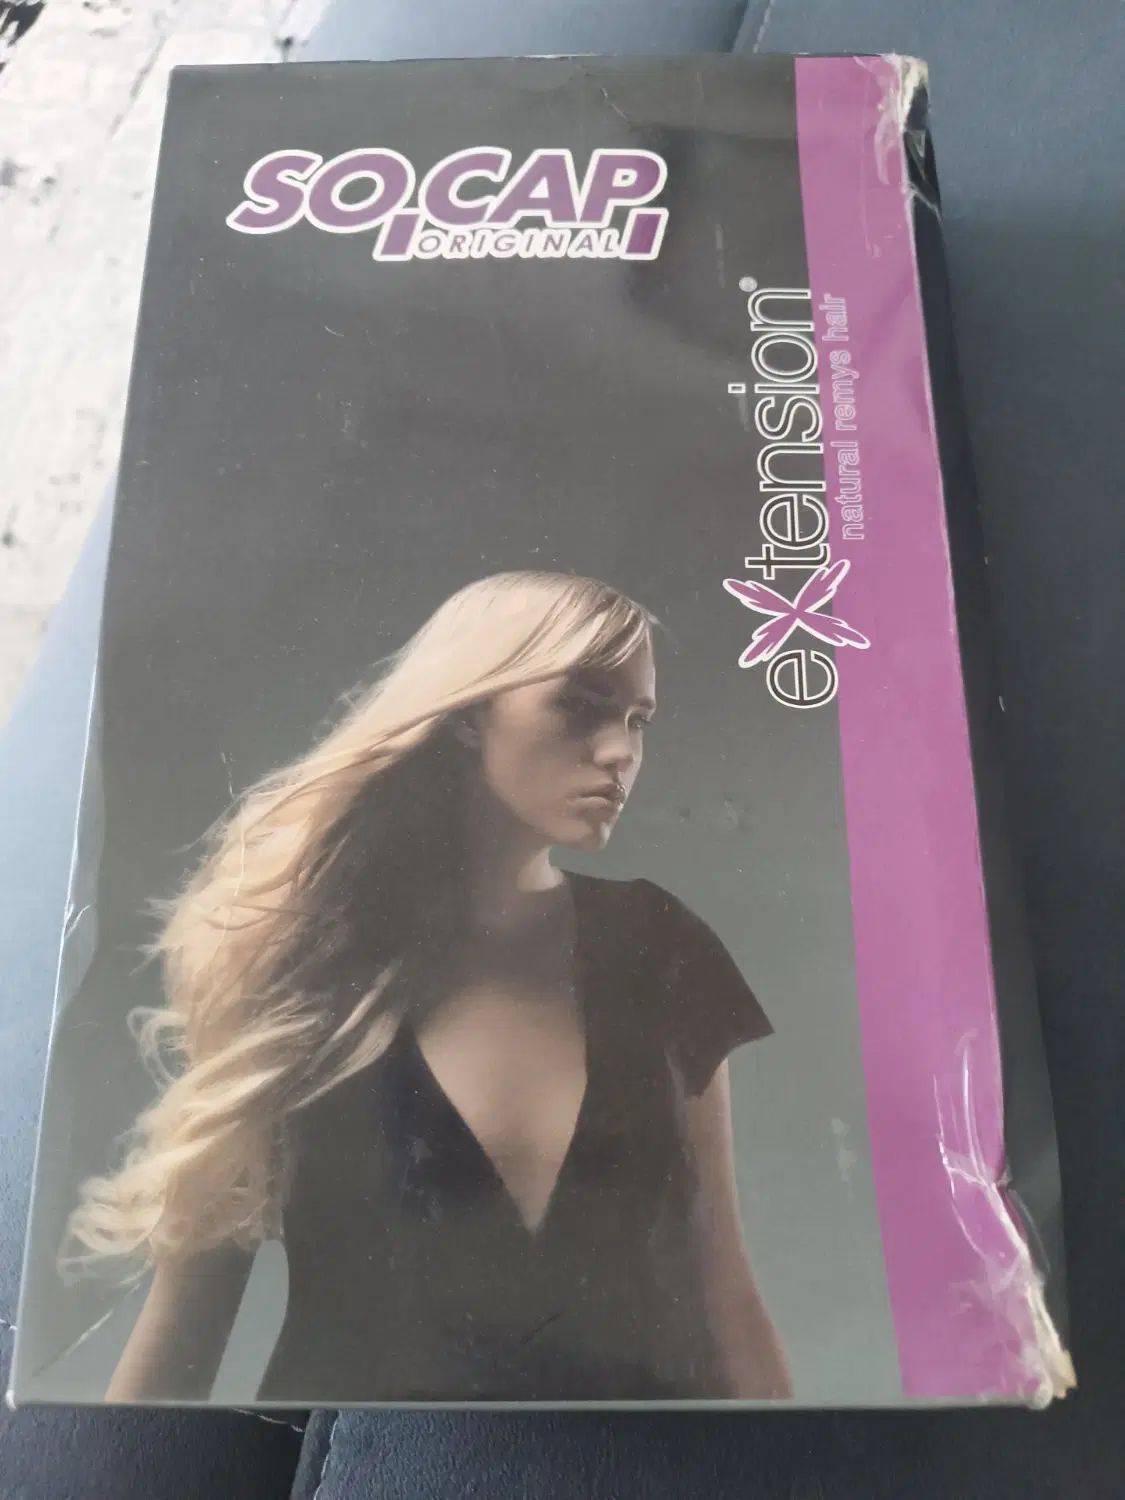 SO.CAP.
ORIGINAL
eXtension®
natural remys hair